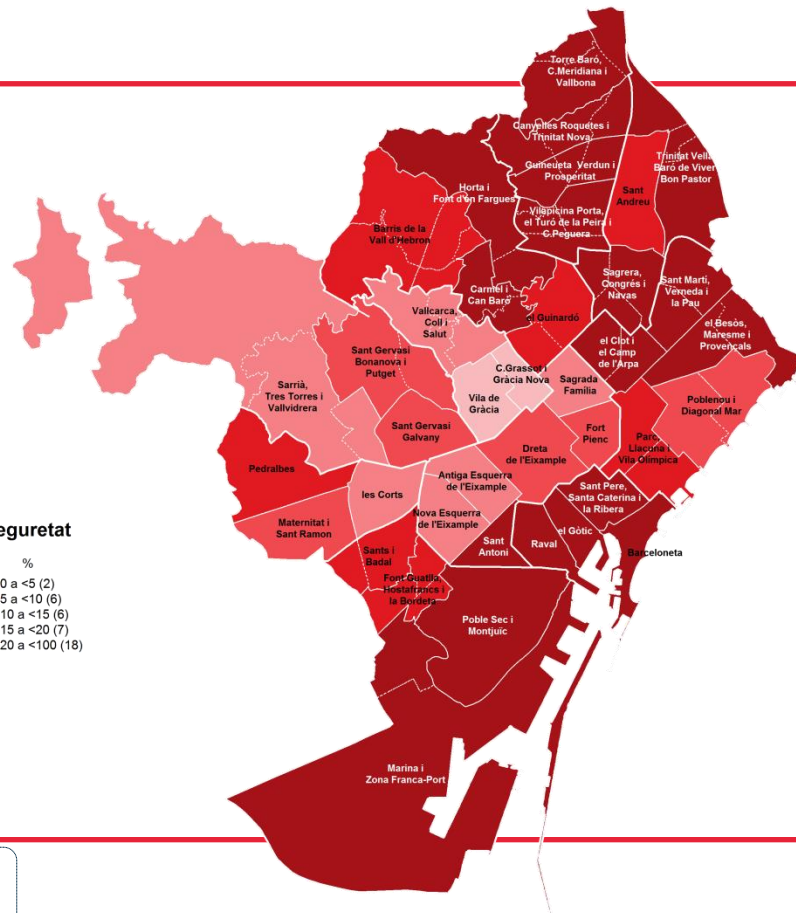 Torre Baró,
C.Meridiana i
Vallbona
Canyelles Roquetes i
Trinitat Nova
Guineueta Verdun i
Prosperitat
Trinitat Vella
Baró de Viver
Bon Pastor
Sant
Andreu
Horta i
Font d'en Fargues
Vilapicina Porta,
el Turó de la Peira i
C.Peguera
Barris de la
Vall d'Hebron
Sagrera,
Congrés i
Navas
Sant Martí,
Verneda i
la Pau
Carmel i
Can Baró
Vallcarca,
Coll i
Salut
el Guinardó
el Besòs,
Maresme i
Provençals
el Clot i
el Camp
de l'Arpa
Sant Gervasi
Bonanova i
Putget
C.Grassot i
Gràcia Nova
Sagrada
Família
Sarrià,
Tres Torres i
Vallvidrera
Vila de
Gràcia
Poblenou i
Diagonal Mar
Sant Gervasi
Galvany
Fort
Pienc
Dreta
de l'Eixample
Parc,
Llacuna i
Vila Olímpica
Pedralbes
Antiga Esquerra
de l'Eixample
les Corts
Sant Pere,
Santa Caterina i
la Ribera
Nova Esquerra
de l'Eixample
Maternitat i
Sant Ramon
el Gòtic
Sant
Antoni
Raval
Barceloneta
Sants i
Badal
Font Guatlla,
Hostafrancs i
la Bordeta
Poble Sec i
Montjuïc
Marina i
Zona Franca-Port
eguretat
%
0 a <5 (2)
5 a <10 (6)
10 a <15 (6)
15 a <20 (7)
20 a <100 (18)